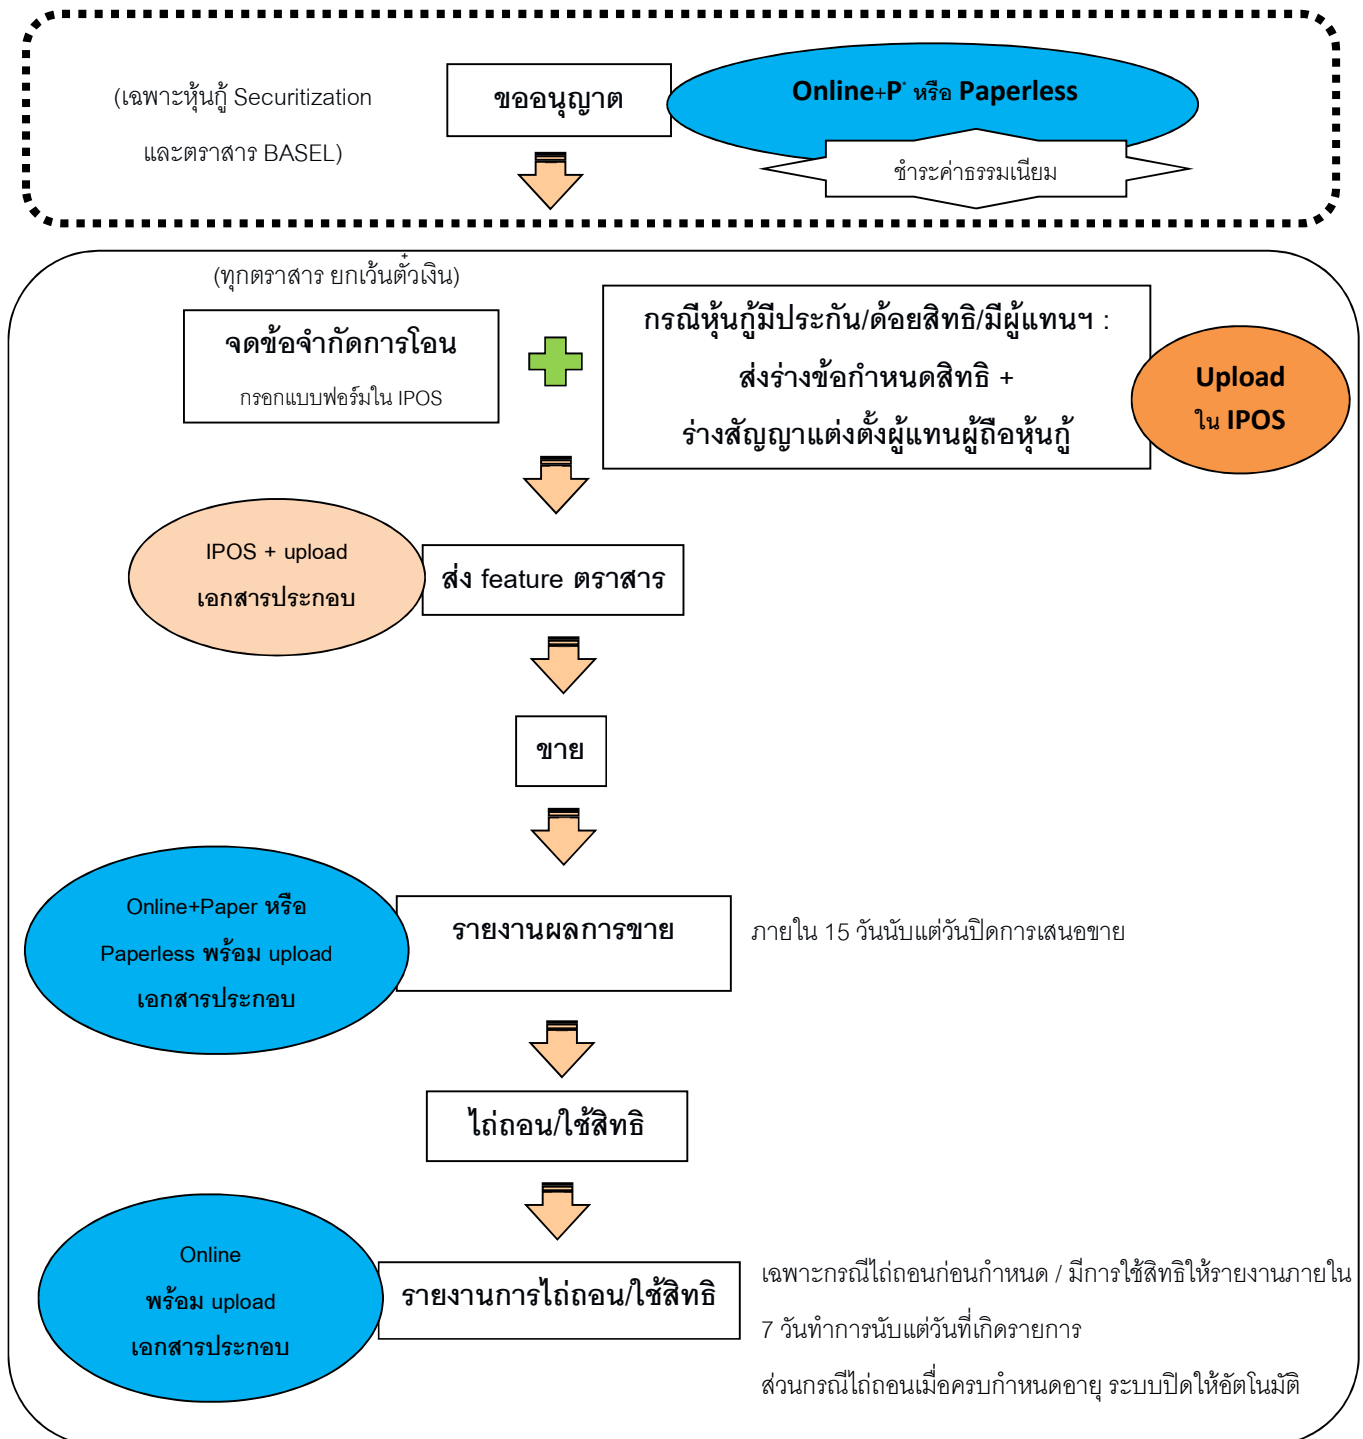 (เฉพาะหุ้นกู้ Securitization
และตราสาร BASEL)
ขออนุญาต
Online+P* หรือ Paperless
ชำระค่าธรรมเนียม
(ทุกตราสาร ยกเว้นตั๋วเงิน)
จดข้อจำกัดการโอน
กรอกแบบฟอร์มใน IPOS
กรณีหุ้นกู้มีประกัน/ด้อยสิทธิ/มีผู้แทนฯ :
ส่งร่างข้อกำหนดสิทธิ +
ร่างสัญญาแต่งตั้งผู้แทนผู้ถือหุ้นกู้
Upload
ใน IPOS
IPOS + upload
เอกสารประกอบ
ส่ง feature ตราสาร
ขาย
Online+Paper หรือ
Paperless พร้อม upload
เอกสารประกอบ
รายงานผลการขาย
ภายใน 15 วันนับแต่วันปิดการเสนอขาย
ไถ่ถอน/ใช้สิทธิ
Online
พร้อม upload
เอกสารประกอบ
รายงานการไถ่ถอน/ใช้สิทธิ
เฉพาะกรณีไถ่ถอนก่อนกำหนด / มีการใช้สิทธิให้รายงานภายใน
7 วันทำการนับแต่วันที่เกิดรายการ
ส่วนกรณีไถ่ถอนเมื่อครบกำหนดอายุ ระบบปิดให้อัตโนมัติ